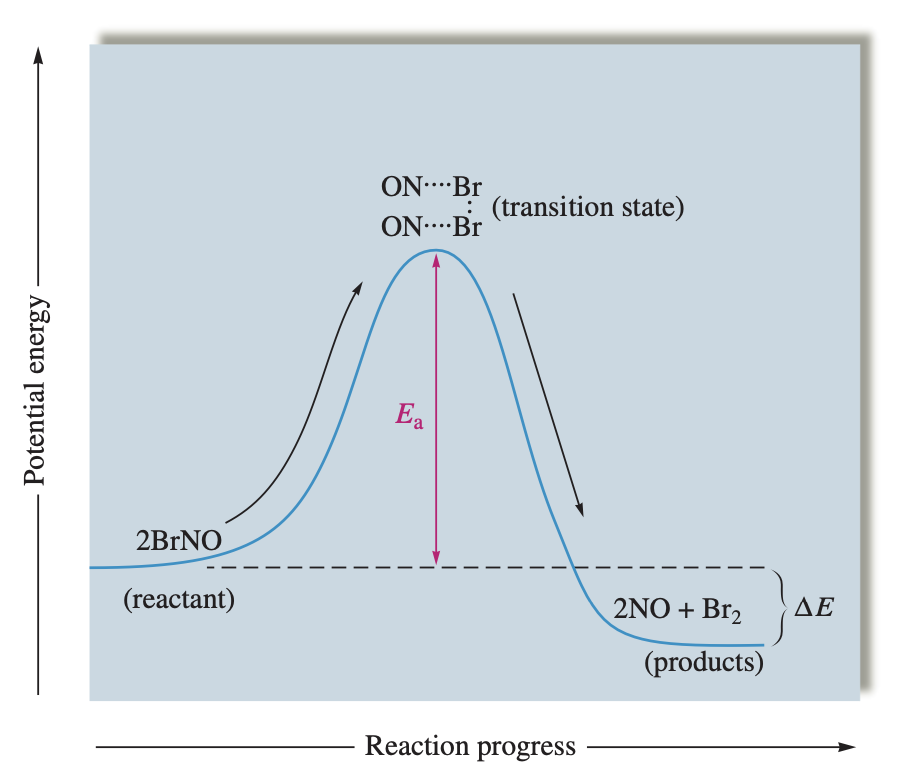 ON····Br
(transition state)
ON····Br
Potential energy
Eₐ
2BrNO
(reactant)
2NO + Br₂
ΔE
(products)
Reaction progress